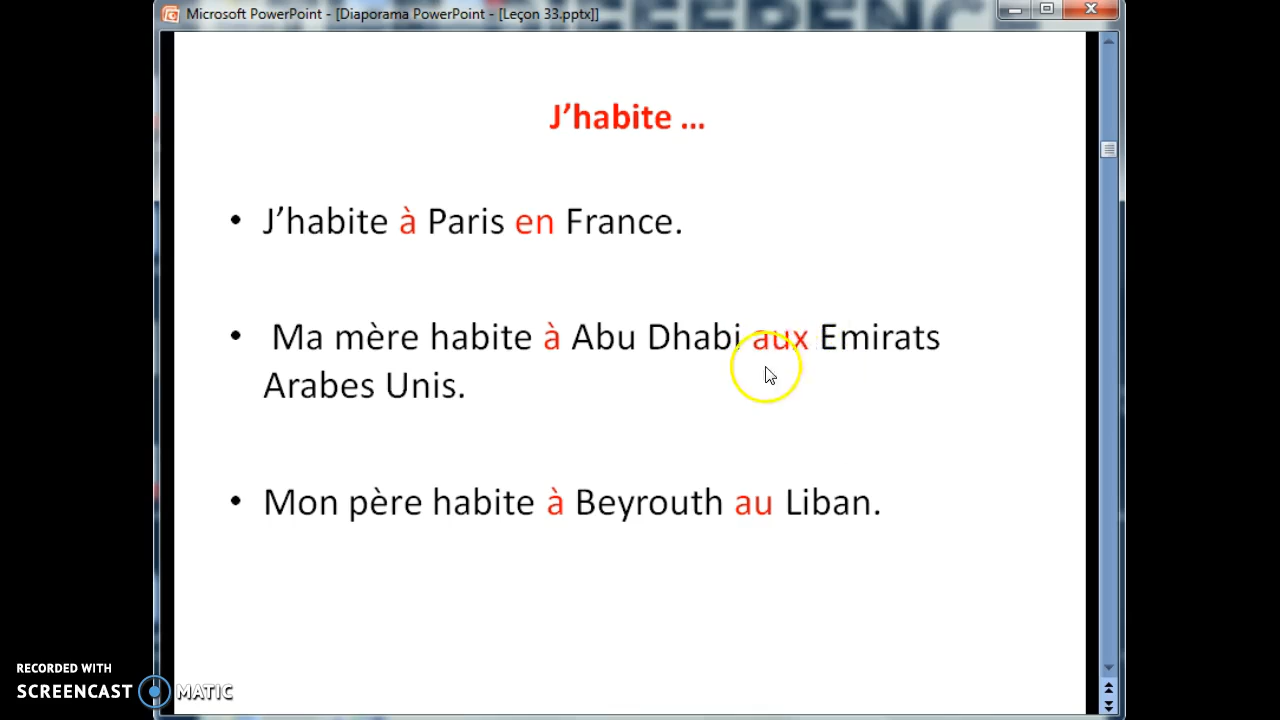 Microsoft PowerPoint - [Diaporama PowerPoint - [Leçon 33.pptx]]
J’habite ...
• J’habite à Paris en France.
• Ma mère habite à Abu Dhabi aux Emirats
Arabes Unis.
• Mon père habite à Beyrouth au Liban.
RECORDED WITH
SCREENCAST MATIC